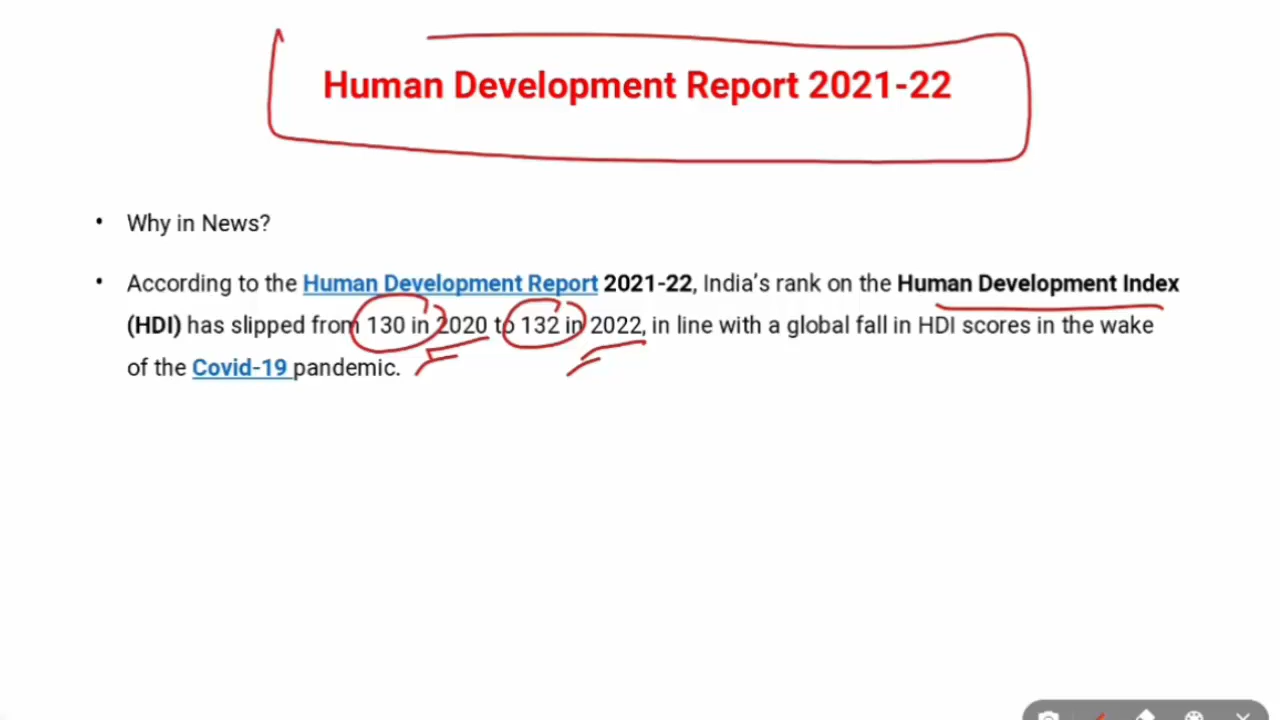 Human Development Report 2021-22
• Why in News?
• According to the Human Development Report 2021-22, India’s rank on the Human Development Index
(HDI) has slipped from 130 in 2020 to 132 in 2022, in line with a global fall in HDI scores in the wake
of the Covid-19 pandemic.